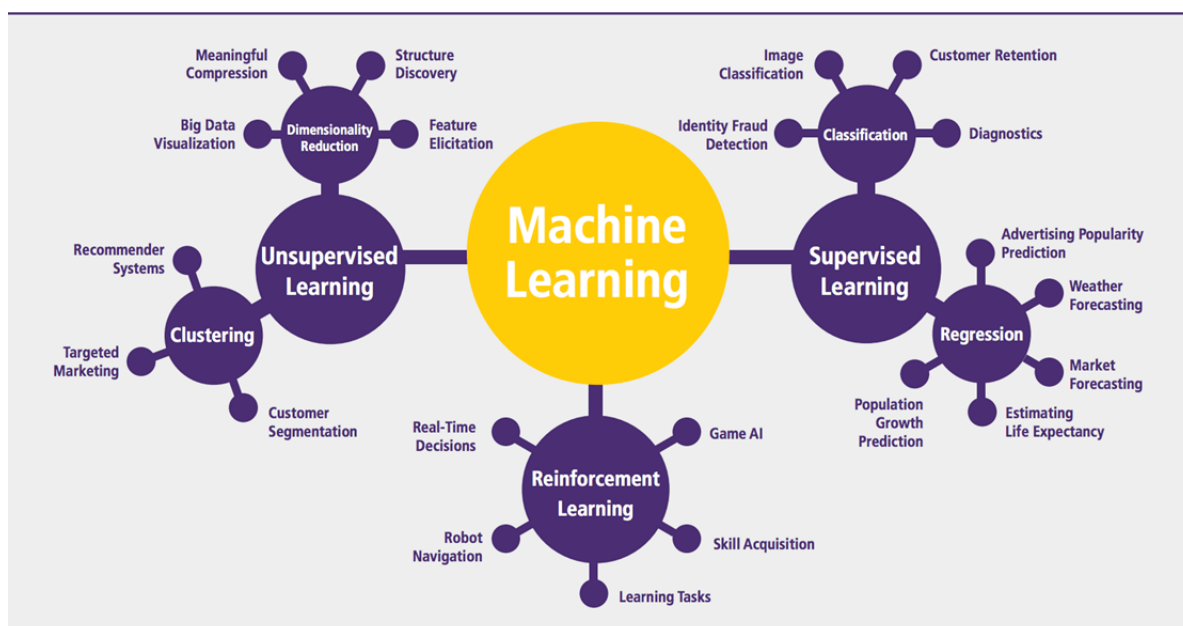 Machine
Learning
Unsupervised
Learning
Dimensionality
Reduction
Meaningful
Compression
Structure
Discovery
Big Data
Visualization
Feature
Elicitation
Clustering
Recommender
Systems
Targeted
Marketing
Customer
Segmentation
Supervised
Learning
Classification
Image
Classification
Customer Retention
Identity Fraud
Detection
Diagnostics
Regression
Advertising Popularity
Prediction
Weather
Forecasting
Market
Forecasting
Estimating
Life Expectancy
Population
Growth
Prediction
Reinforcement
Learning
Real-Time
Decisions
Game AI
Robot
Navigation
Skill Acquisition
Learning Tasks